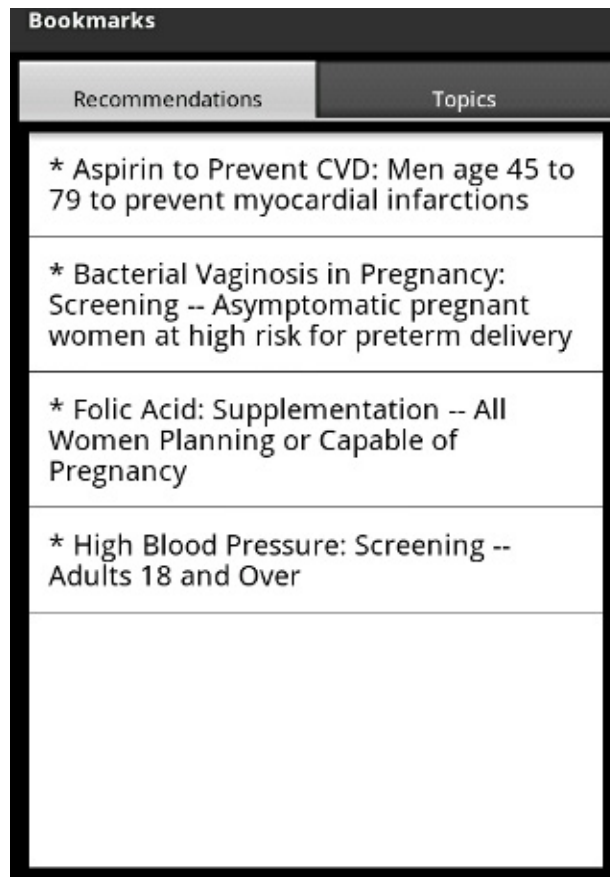 Bookmarks
Recommendations Topics
* Aspirin to Prevent CVD: Men age 45 to
79 to prevent myocardial infarctions
* Bacterial Vaginosis in Pregnancy:
Screening -- Asymptomatic pregnant
women at high risk for preterm delivery
* Folic Acid: Supplementation -- All
Women Planning or Capable of
Pregnancy
* High Blood Pressure: Screening --
Adults 18 and Over